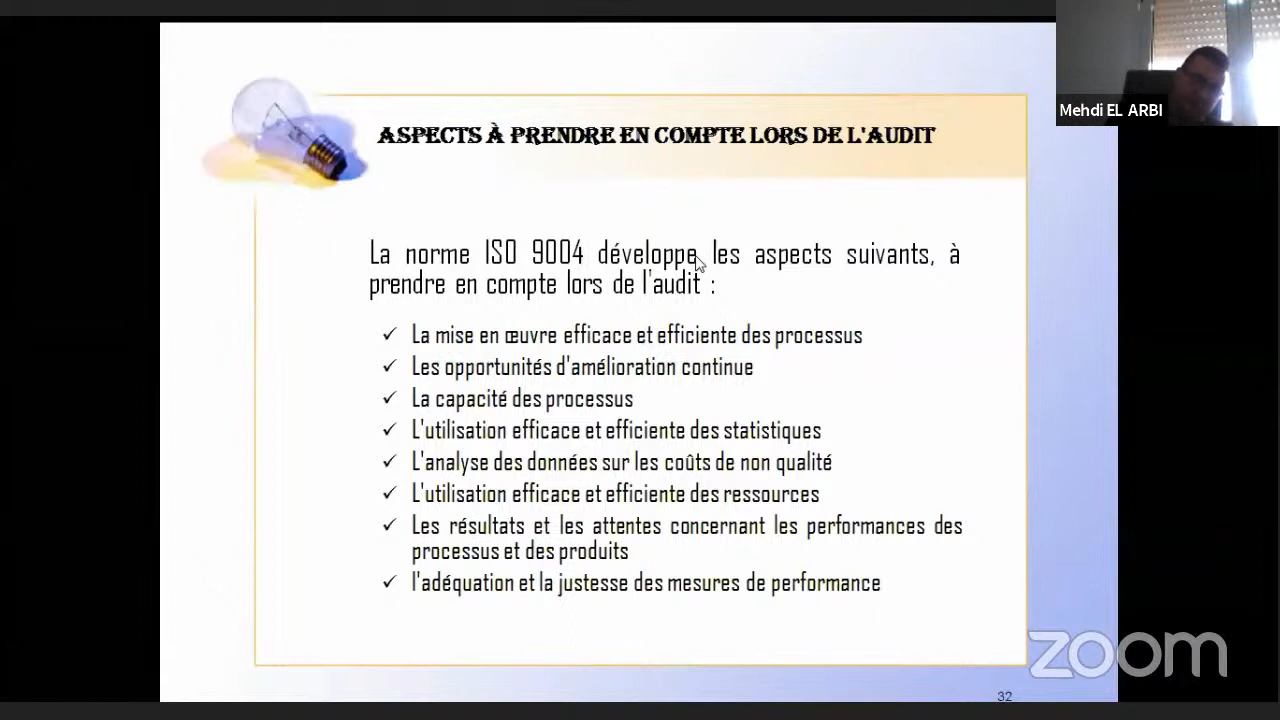 ASPECTS À PRENDRE EN COMPTE LORS DE L'AUDIT
Mehdi EL ARBI
La norme ISO 9004 développe les aspects suivants, à
prendre en compte lors de l'audit :
✓ La mise en œuvre efficace et efficiente des processus
✓ Les opportunités d'amélioration continue
✓ La capacité des processus
✓ L'utilisation efficace et efficiente des statistiques
✓ L'analyse des données sur les coûts de non qualité
✓ L'utilisation efficace et efficiente des ressources
✓ Les résultats et les attentes concernant les performances des
processus et des produits
✓ l'adéquation et la justesse des mesures de performance
zoom
32